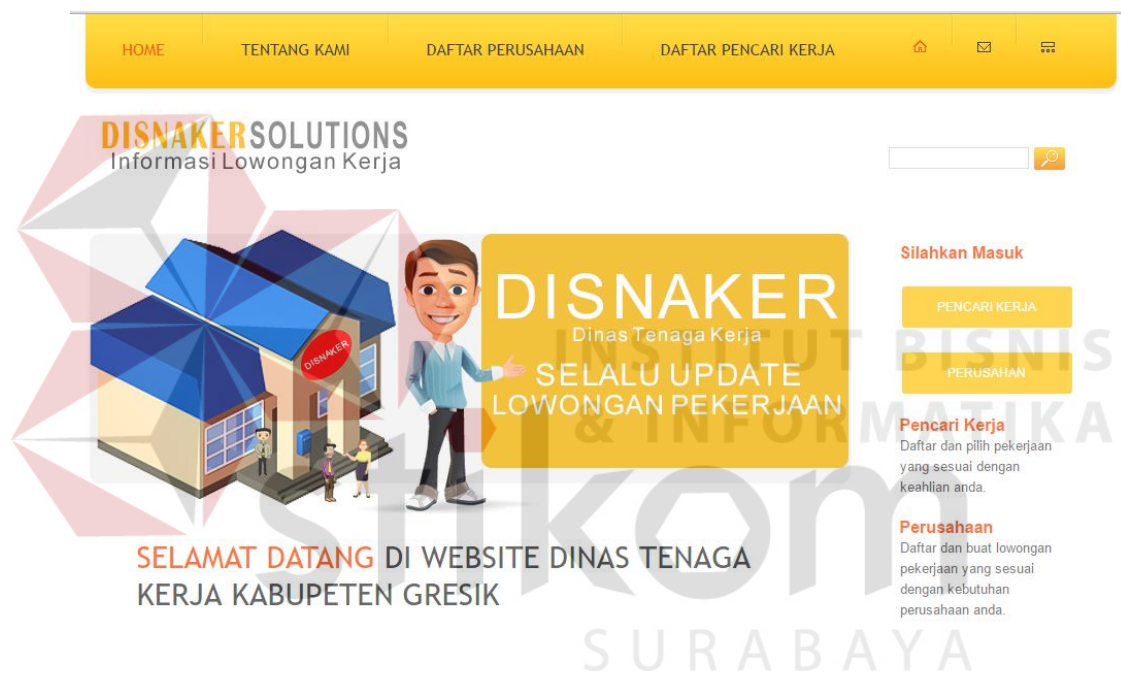 HOME TENTANG KAMI DAFTAR PERUSAHAAN DAFTAR PENCARI KERJA
DISNAKERSOLUTIONS
Informasi Lowongan Kerja
DISNAKER
DISNAKER
Dinas Tenaga Kerja
SELALU UPDATE
LOWONGAN PEKERJAAN
SELAMAT DATANG DI WEBSITE DINAS TENAGA
KERJA KABUPETEN GRESIK
Silahkan Masuk
PENCARI KERJA
PERUSAHAN
Pencari Kerja
Daftar dan pilih pekerjaan
yang sesuai dengan
keahlian anda.
Perusahaan
Daftar dan buat lowongan
pekerjaan yang sesuai
dengan kebutuhan
perusahaan anda.
INSTITUT BISNIS
& INFORMATIKA
stikom
SURABAYA